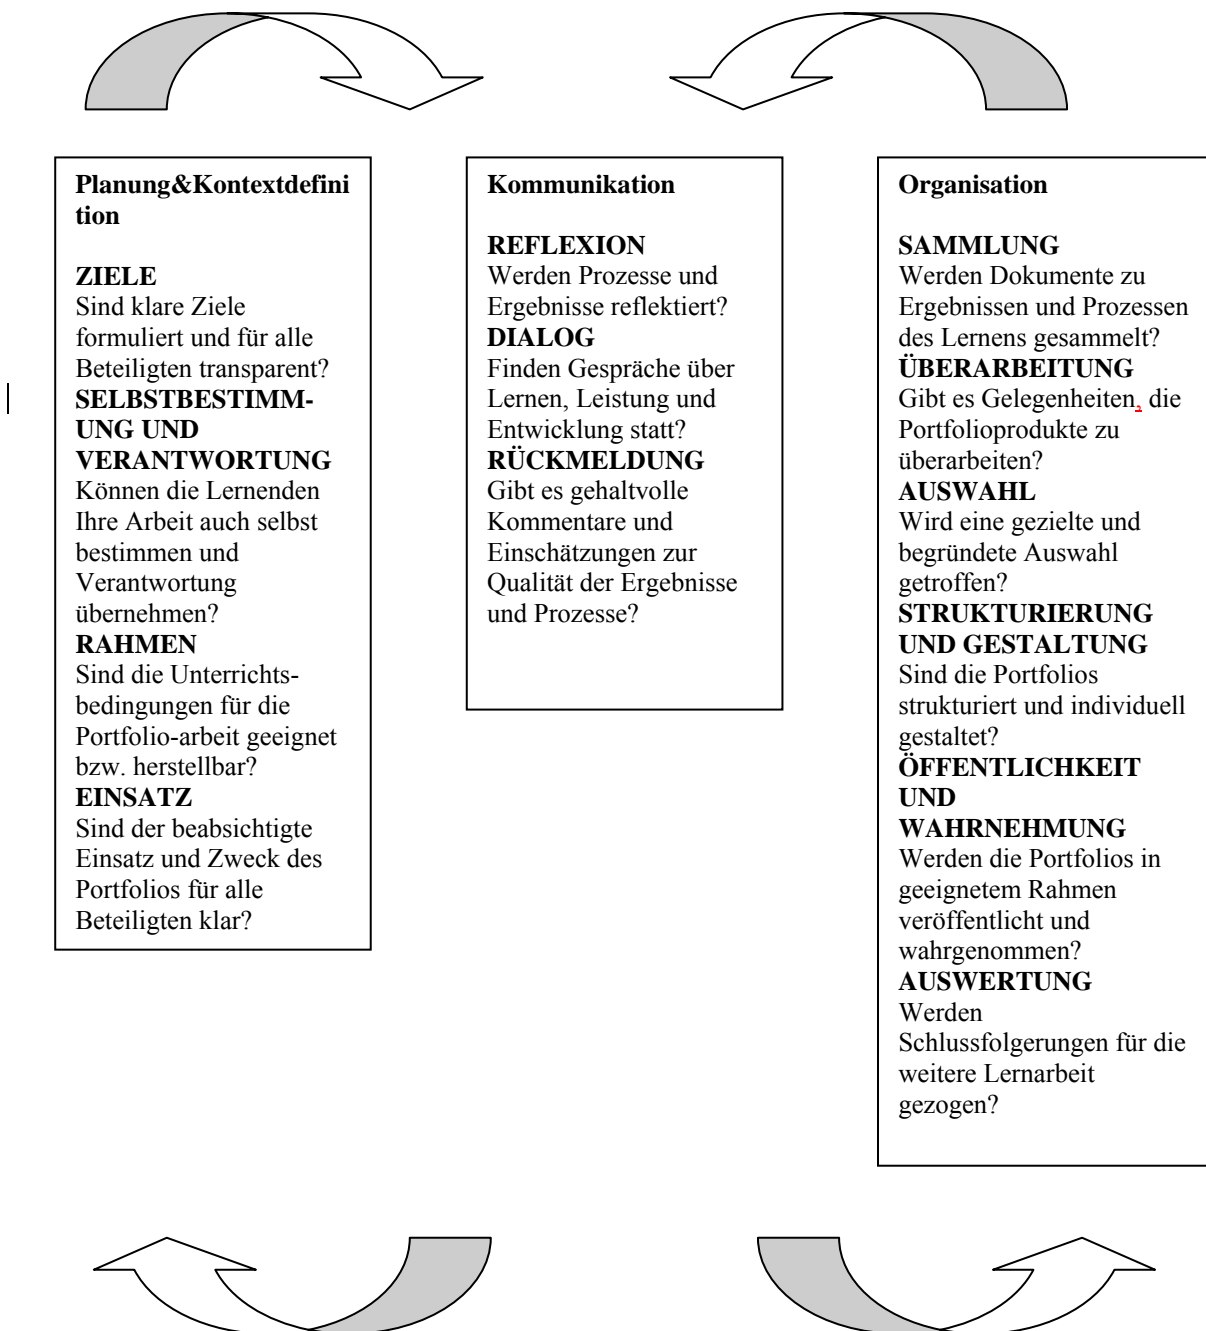 Planung&Kontextdefini
tion
ZIELE
Sind klare Ziele
formuliert und für alle
Beteiligten transparent?
SELBSTBESTIMM-
UNG UND
VERANTWORTUNG
Können die Lernenden
Ihre Arbeit auch selbst
bestimmen und
Verantwortung
übernehmen?
RAHMEN
Sind die Unterrichts-
bedingungen für die
Portfolio-arbeit geeignet
bzw. herstellbar?
EINSATZ
Sind der beabsichtigte
Einsatz und Zweck des
Portfolios für alle
Beteiligten klar?
Kommunikation
REFLEXION
Werden Prozesse und
Ergebnisse reflektiert?
DIALOG
Finden Gespräche über
Lernen, Leistung und
Entwicklung statt?
RÜCKMELDUNG
Gibt es gehaltvolle
Kommentare und
Einschätzungen zur
Qualität der Ergebnisse
und Prozesse?
Organisation
SAMMLUNG
Werden Dokumente zu
Ergebnissen und Prozessen
des Lernens gesammelt?
ÜBERARBEITUNG
Gibt es Gelegenheiten, die
Portfolioprodukte zu
überarbeiten?
AUSWAHL
Wird eine gezielte und
begründete Auswahl
getroffen?
STRUKTURIERUNG
UND GESTALTUNG
Sind die Portfolios
strukturiert und individuell
gestaltet?
ÖFFENTLICHKEIT
UND
WAHRNEHMUNG
Werden die Portfolios in
geeignetem Rahmen
veröffentlicht und
wahrgenommen?
AUSWERTUNG
Werden
Schlussfolgerungen für die
weitere Lernarbeit
gezogen?